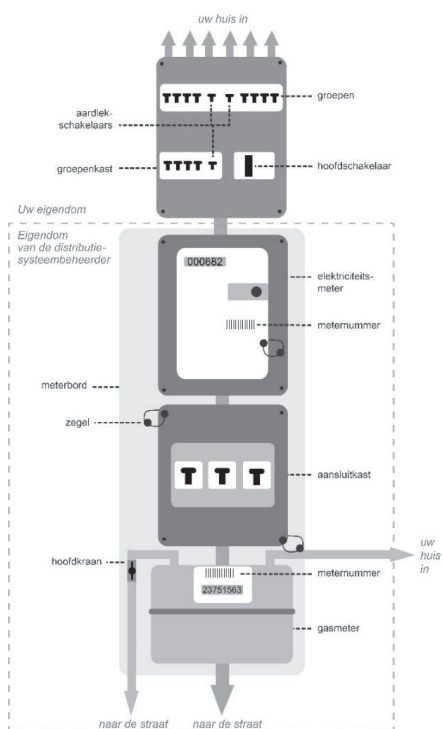 uw huis in
groepen
aardlek-
schakelaars
groepenkast
hoofdschakelaar
Uw eigendom
Eigendom
van de distributie-
systeembeheerder
000682
elektriciteits-
meter
meternummer
meterbord
zegel
aansluitkast
hoofdkraan
uw
huis
in
meternummer
23751563
gasmeter
naar de straat
naar de straat